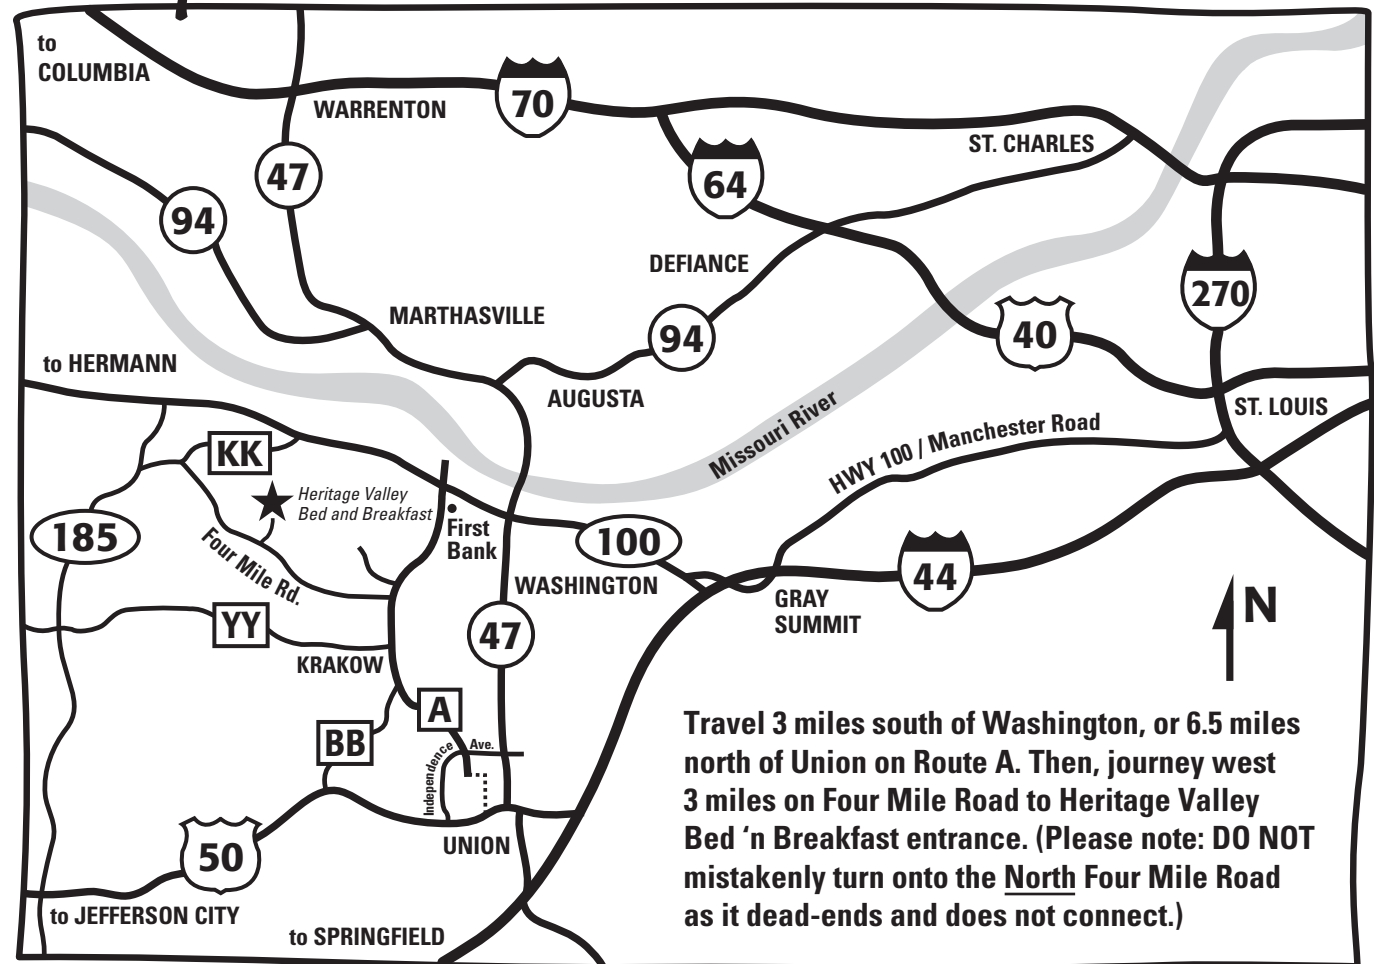 to
COLUMBIA
WARRENTON
70
ST. CHARLES
47
64
94
DEFIANCE
270
MARTHASVILLE
94
40
to HERMANN
AUGUSTA
ST. LOUIS
Missouri River
HWY 100 / Manchester Road
KK
Heritage Valley
Bed and Breakfast
First
Bank
185
100
Four Mile Rd.
WASHINGTON
44
GRAY
SUMMIT
N
YY
47
KRAKOW
A
BB
Independence Ave.
Travel 3 miles south of Washington, or 6.5 miles
north of Union on Route A. Then, journey west
3 miles on Four Mile Road to Heritage Valley
Bed ‘n Breakfast entrance. (Please note: DO NOT
mistakenly turn onto the North Four Mile Road
as it dead-ends and does not connect.)
UNION
50
to JEFFERSON CITY
to SPRINGFIELD